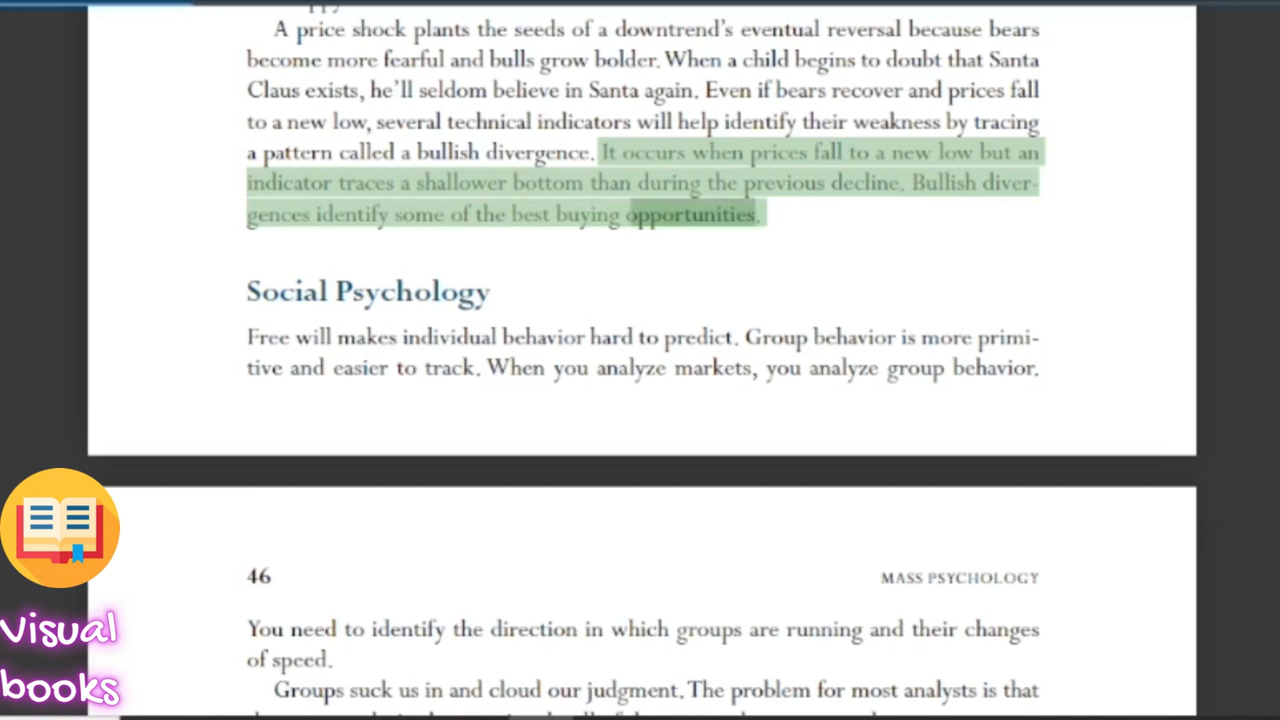 A price shock plants the seeds of a downtrend's eventual reversal because bears
become more fearful and bulls grow bolder. When a child begins to doubt that Santa
Claus exists, he'll seldom believe in Santa again. Even if bears recover and prices fall
to a new low, several technical indicators will help identify their weakness by tracing
a pattern called a bullish divergence. It occurs when prices fall to a new low but an
indicator traces a shallower bottom than during the previous decline. Bullish diver-
gences identify some of the best buying opportunities.
Social Psychology
Free will makes individual behavior hard to predict. Group behavior is more primi-
tive and easier to track. When you analyze markets, you analyze group behavior.
46
MASS PSYCHOLOGY
You need to identify the direction in which groups are running and their changes
of speed.
Groups suck us in and cloud our judgment. The problem for most analysts is that
Visual
books